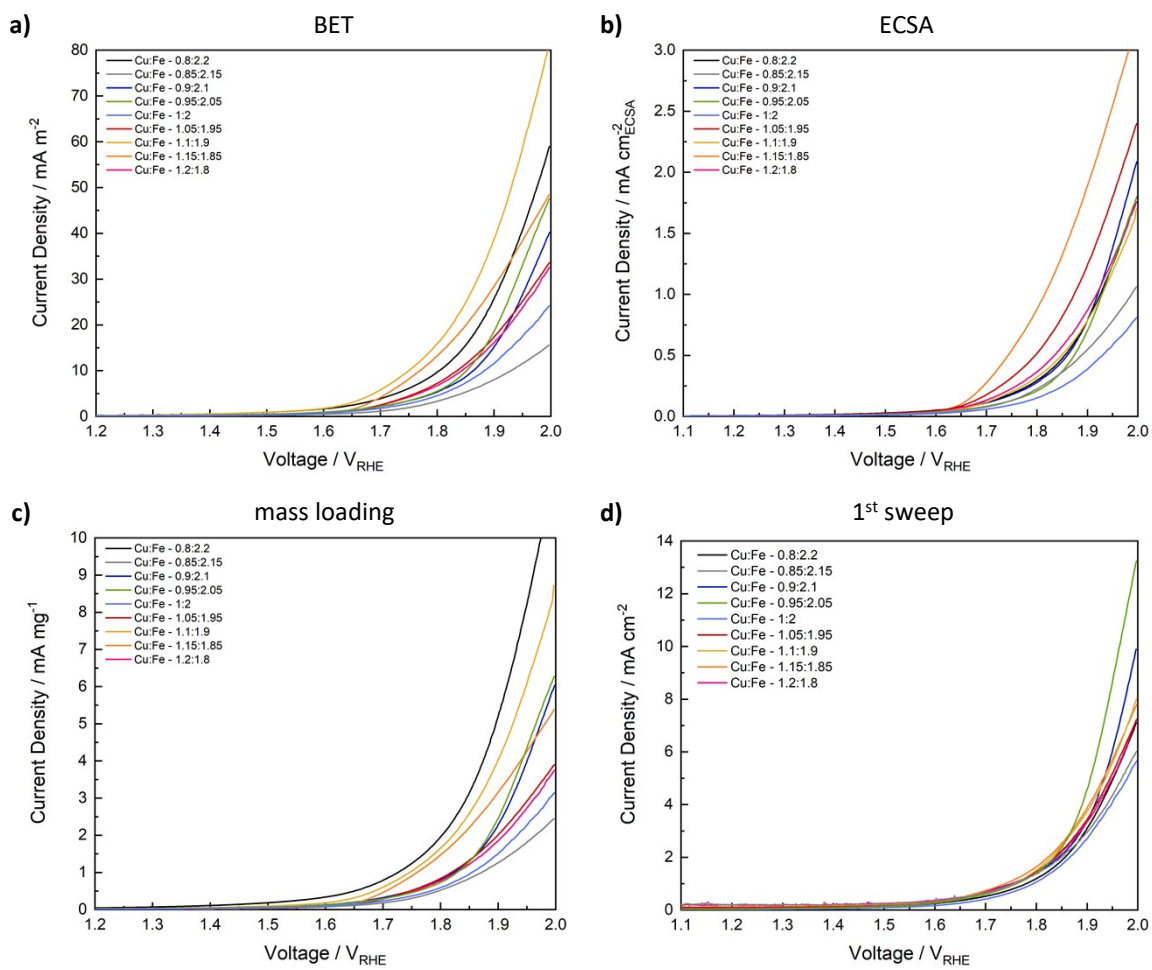 a) BET
80
70
60
50
40
30
20
10
0
Current Density / mA m⁻²
Cu:Fe - 0.8:2.2
Cu:Fe - 0.85:2.15
Cu:Fe - 0.9:2.1
Cu:Fe - 0.95:2.05
Cu:Fe - 1:2
Cu:Fe - 1.05:1.95
Cu:Fe - 1.1:1.9
Cu:Fe - 1.15:1.85
Cu:Fe - 1.2:1.8
1.2 1.3 1.4 1.5 1.6 1.7 1.8 1.9 2.0
Voltage / V_RHE
b) ECSA
3.0
2.5
2.0
1.5
1.0
0.5
0.0
Current Density / mA cm⁻²_ECSA
Cu:Fe - 0.8:2.2
Cu:Fe - 0.85:2.15
Cu:Fe - 0.9:2.1
Cu:Fe - 0.95:2.05
Cu:Fe - 1:2
Cu:Fe - 1.05:1.95
Cu:Fe - 1.1:1.9
Cu:Fe - 1.15:1.85
Cu:Fe - 1.2:1.8
1.1 1.2 1.3 1.4 1.5 1.6 1.7 1.8 1.9 2.0
Voltage / V_RHE
c) mass loading
10
9
8
7
6
5
4
3
2
1
0
Current Density / mA mg⁻¹
Cu:Fe - 0.8:2.2
Cu:Fe - 0.85:2.15
Cu:Fe - 0.9:2.1
Cu:Fe - 0.95:2.05
Cu:Fe - 1:2
Cu:Fe - 1.05:1.95
Cu:Fe - 1.1:1.9
Cu:Fe - 1.15:1.85
Cu:Fe - 1.2:1.8
1.2 1.3 1.4 1.5 1.6 1.7 1.8 1.9 2.0
Voltage / V_RHE
d) 1ˢᵗ sweep
14
12
10
8
6
4
2
0
Current Density / mA cm⁻²
Cu:Fe - 0.8:2.2
Cu:Fe - 0.85:2.15
Cu:Fe - 0.9:2.1
Cu:Fe - 0.95:2.05
Cu:Fe - 1:2
Cu:Fe - 1.05:1.95
Cu:Fe - 1.1:1.9
Cu:Fe - 1.15:1.85
Cu:Fe - 1.2:1.8
1.1 1.2 1.3 1.4 1.5 1.6 1.7 1.8 1.9 2.0
Voltage / V_RHE